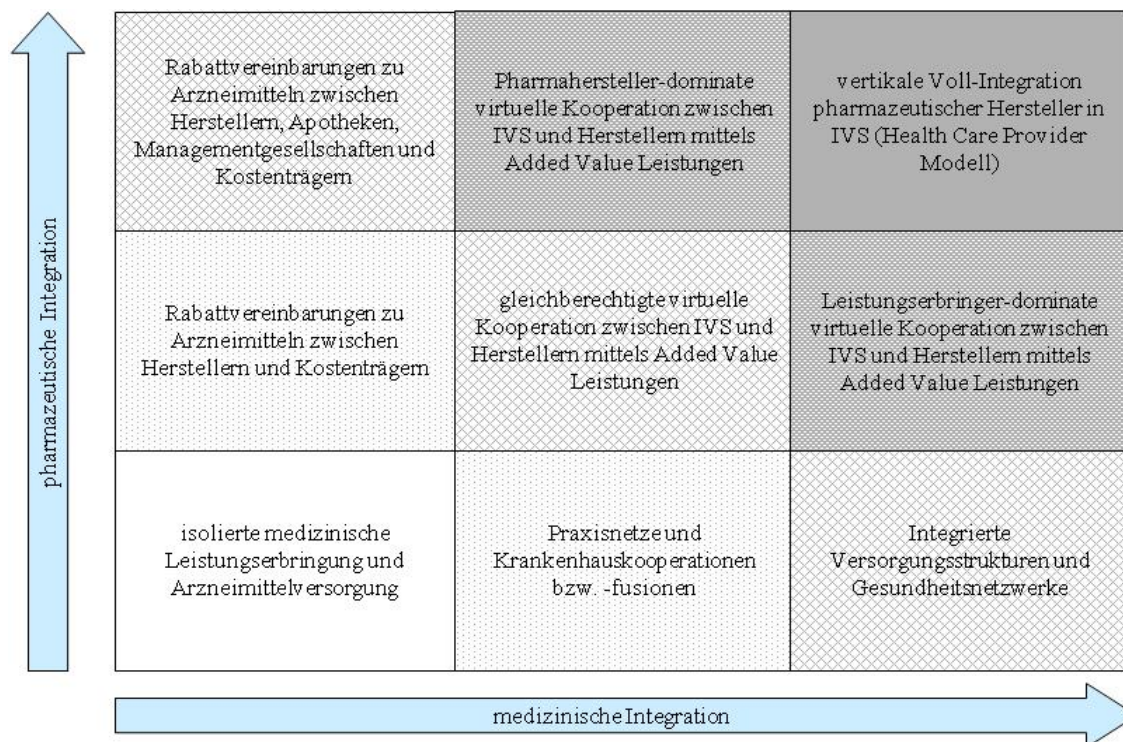 pharmazeutische Integration
Rabattvereinbarungen zu
Arzneimitteln zwischen
Herstellern, Apotheken,
Managementgesellschaften und
Kostenträgern
Pharmahersteller-dominate
virtuelle Kooperation zwischen
IVS und Herstellern mittels
Added Value Leistungen
vertikale Voll-Integration
pharmazeutischer Hersteller in
IVS (Health Care Provider
Modell)
Rabattvereinbarungen zu
Arzneimitteln zwischen
Herstellern und Kostenträgern
gleichberechtigte virtuelle
Kooperation zwischen IVS und
Herstellern mittels Added Value
Leistungen
Leistungserbringer-dominate
virtuelle Kooperation zwischen
IVS und Herstellern mittels
Added Value Leistungen
isolierte medizinische
Leistungserbringung und
Arzneimittelversorgung
Praxisnetze und
Krankenhauskooperationen
bzw. -fusionen
Integrierte
Versorgungsstrukturen und
Gesundheitsnetzwerke
medizinische Integration